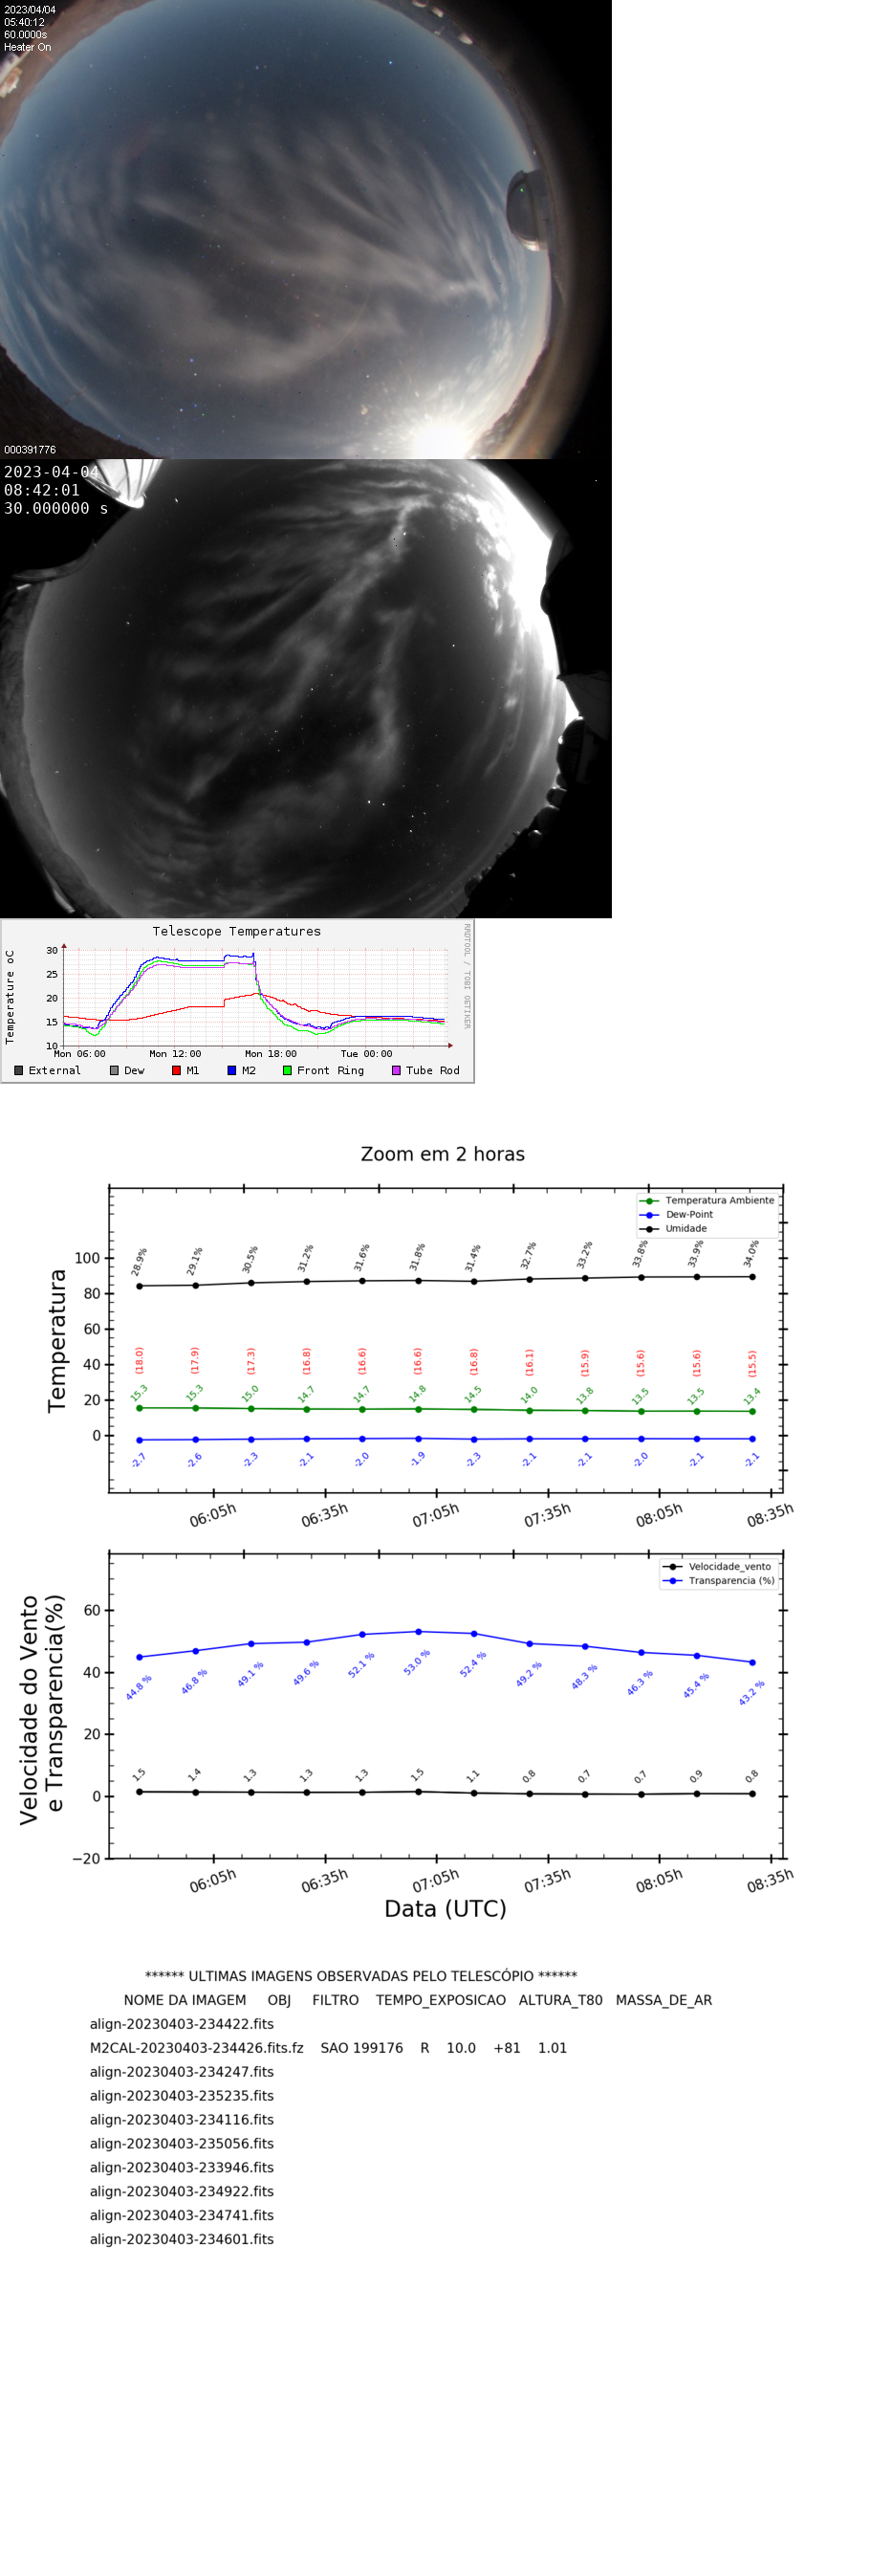 2023/04/04
05:40:12
60.0000s
Heater On
000391776
2023-04-04
08:42:01
30.000000 s
Telescope Temperatures
RRDTOOL / TOBI OETIKER
Temperature oC
30
25
20
15
10
Mon 06:00 Mon 12:00 Mon 18:00 Tue 00:00
External Dew M1 M2 Front Ring Tube Rod
Zoom em 2 horas
Temperatura Ambiente
Dew-Point
Umidade
Temperatura
100
80
60
40
20
0
28.9% 29.1% 30.5% 31.2% 31.6% 31.8% 31.4% 32.7% 33.2% 33.8% 33.9% 34.0%
(18.0) (17.9) (17.3) (16.8) (16.6) (16.6) (16.8) (16.1) (15.9) (15.6) (15.6) (15.5)
15.3 15.3 15.0 14.7 14.7 14.8 14.5 14.0 13.8 13.5 13.5 13.4
-2.7 -2.6 -2.3 -2.1 -2.0 -1.9 -2.3 -2.1 -2.1 -2.0 -2.1 -2.1
06:05h 06:35h 07:05h 07:35h 08:05h 08:35h
Velocidade_vento
Transparencia (%)
Velocidade do Vento
e Transparencia(%)
60
40
20
0
−20
44.8 % 46.8 % 49.1 % 49.6 % 52.1 % 53.0 % 52.4 % 49.2 % 48.3 % 46.3 % 45.4 % 43.2 %
1.5 1.4 1.3 1.3 1.3 1.5 1.1 0.8 0.7 0.7 0.9 0.8
06:05h 06:35h 07:05h 07:35h 08:05h 08:35h
Data (UTC)
****** ULTIMAS IMAGENS OBSERVADAS PELO TELESCÓPIO ******
NOME DA IMAGEM OBJ FILTRO TEMPO_EXPOSICAO ALTURA_T80 MASSA_DE_AR
align-20230403-234422.fits
M2CAL-20230403-234426.fits.fz SAO 199176 R 10.0 +81 1.01
align-20230403-234247.fits
align-20230403-235235.fits
align-20230403-234116.fits
align-20230403-235056.fits
align-20230403-233946.fits
align-20230403-234922.fits
align-20230403-234741.fits
align-20230403-234601.fits